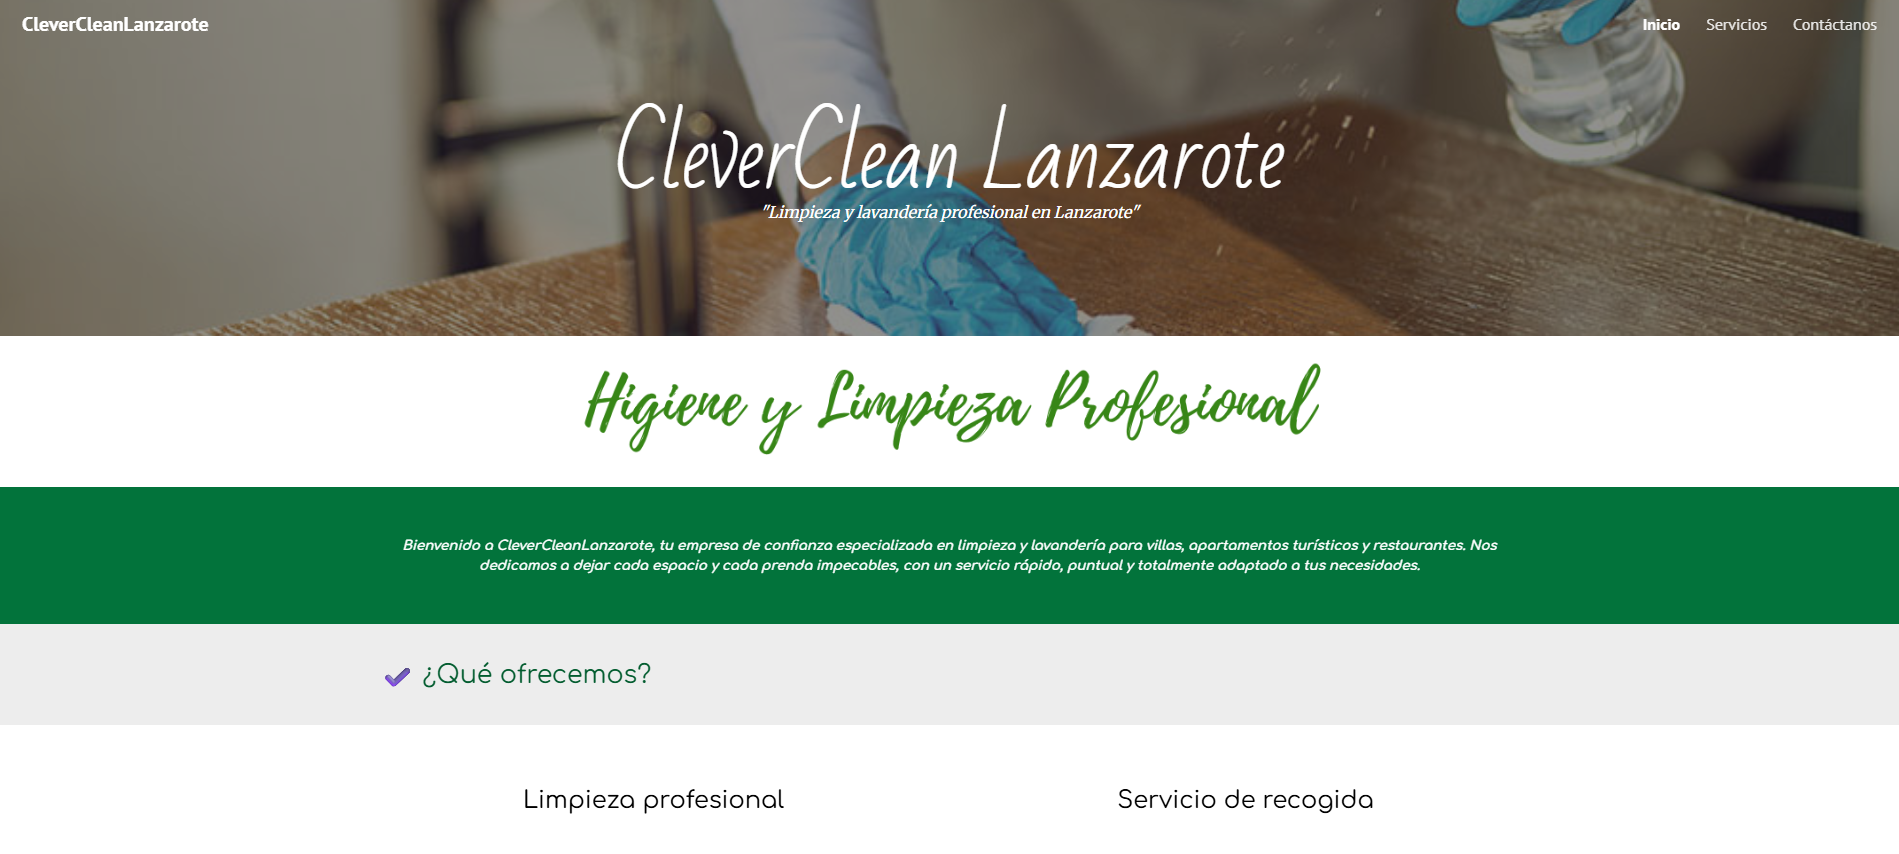 CleverCleanLanzarote
Inicio Servicios Contáctanos
CleverClean Lanzarote
"Limpieza y lavandería profesional en Lanzarote"
Higiene y Limpieza Profesional
Bienvenido a CleverCleanLanzarote, tu empresa de confianza especializada en limpieza y lavandería para villas, apartamentos turísticos y restaurantes. Nos
dedicamos a dejar cada espacio y cada prenda impecables, con un servicio rápido, puntual y totalmente adaptado a tus necesidades.
¿Qué ofrecemos?
Limpieza profesional
Servicio de recogida